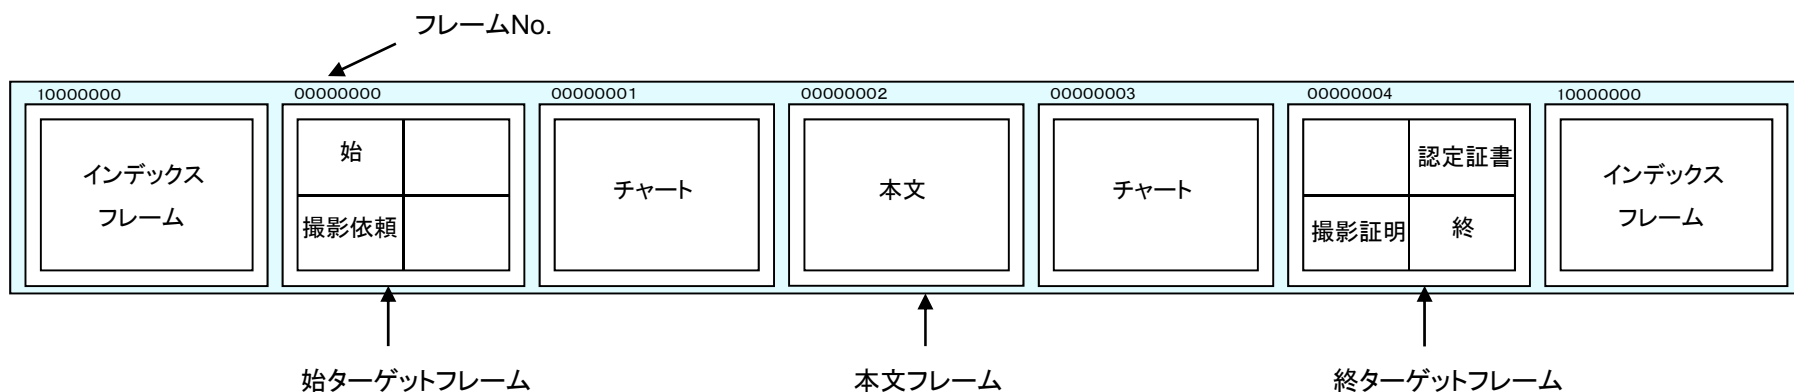 フレームNo.
10000000
00000000
00000001
00000002
00000003
00000004
10000000
インデックス
フレーム
始
撮影依頼
チャート
本文
チャート
認定証書
撮影証明
終
インデックス
フレーム
始ターゲットフレーム
本文フレーム
終ターゲットフレーム